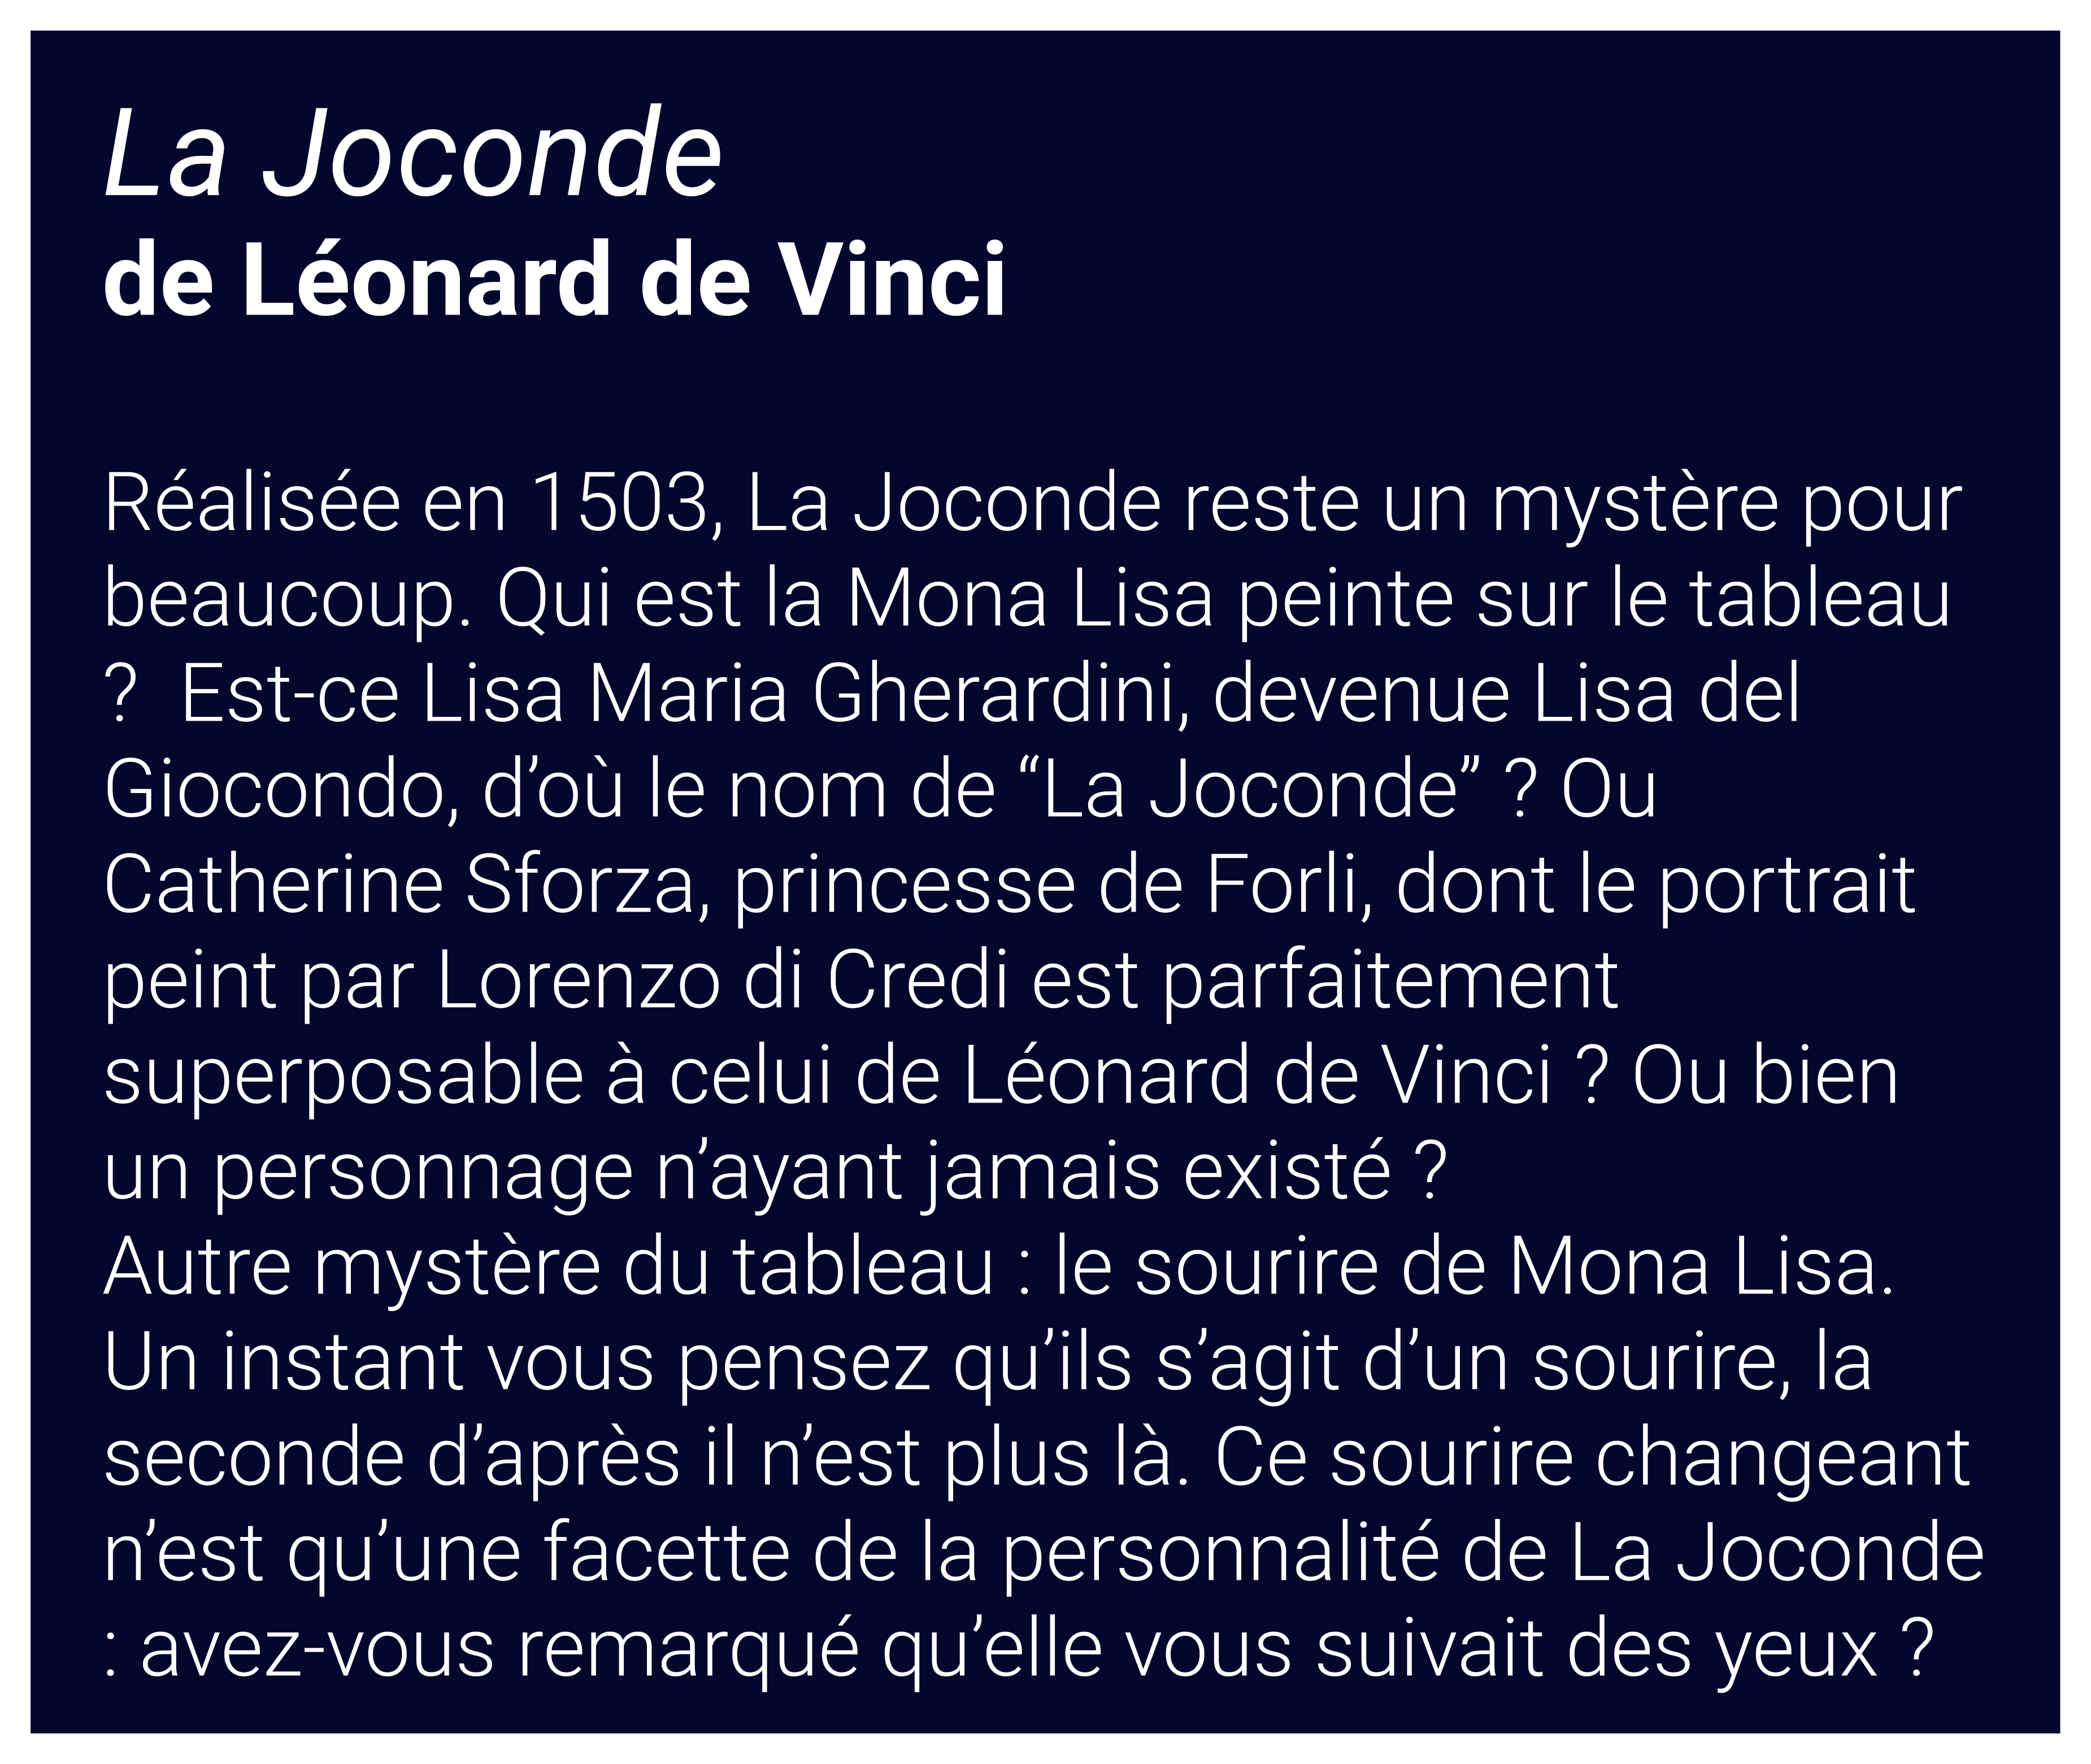 La Joconde
de Léonard de Vinci
Réalisée en 1503, La Joconde reste un mystère pour
beaucoup. Qui est la Mona Lisa peinte sur le tableau
?  Est-ce Lisa Maria Gherardini, devenue Lisa del
Giocondo, d’où le nom de “La Joconde” ? Ou
Catherine Sforza, princesse de Forli, dont le portrait
peint par Lorenzo di Credi est parfaitement
superposable à celui de Léonard de Vinci ? Ou bien
un personnage n’ayant jamais existé ?
Autre mystère du tableau : le sourire de Mona Lisa.
Un instant vous pensez qu’ils s’agit d’un sourire, la
seconde d’après il n’est plus là. Ce sourire changeant
n’est qu’une facette de la personnalité de La Joconde
: avez-vous remarqué qu’elle vous suivait des yeux ?